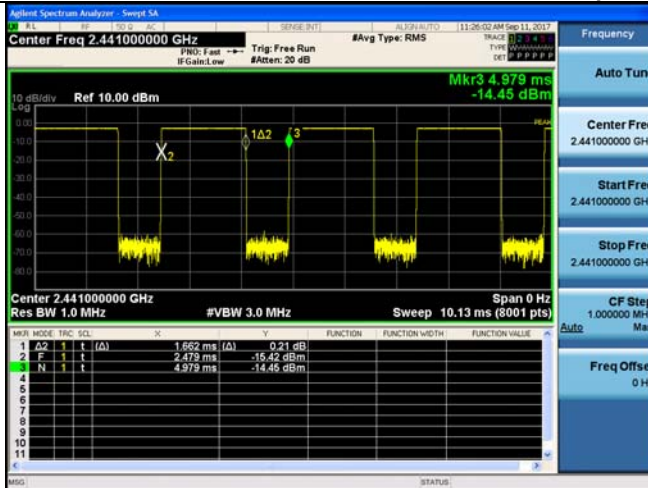 Agilent Spectrum Analyzer - Swept SA
RL RF 50 Ω AC SENSE:INT ALIGN AUTO 11:26:02 AM Sep 11, 2017
Center Freq 2.441000000 GHz
PNO: Fast
IFGain:Low
Trig: Free Run
#Atten: 20 dB
#Avg Type: RMS
TRACE 1 2 3 4 5 6
TYPE
DET P P P P P P
Mkr3 4.979 ms
-14.45 dBm
10 dB/div
Log
Ref 10.00 dBm
0.00
-10.0
-20.0
-30.0
-40.0
-50.0
-60.0
-70.0
-80.0
PEAK
2
1Δ2
3
Center 2.441000000 GHz
Span 0 Hz
Res BW 1.0 MHz
#VBW 3.0 MHz
Sweep 10.13 ms (8001 pts)
MKR MODE TRC SCL X Y FUNCTION FUNCTION WIDTH FUNCTION VALUE
1 Δ2 1 t (Δ) 1.662 ms (Δ) 0.21 dB
2 F 1 t 2.479 ms -15.42 dBm
3 N 1 t 4.979 ms -14.45 dBm
4
5
6
7
8
9
10
11
MSG
STATUS
Frequency
Auto Tun
Center Fre
2.441000000 GH
Start Fre
2.441000000 GH
Stop Fre
2.441000000 GH
CF Step
1.000000 MH
Auto Ma
Freq Offse
0 H